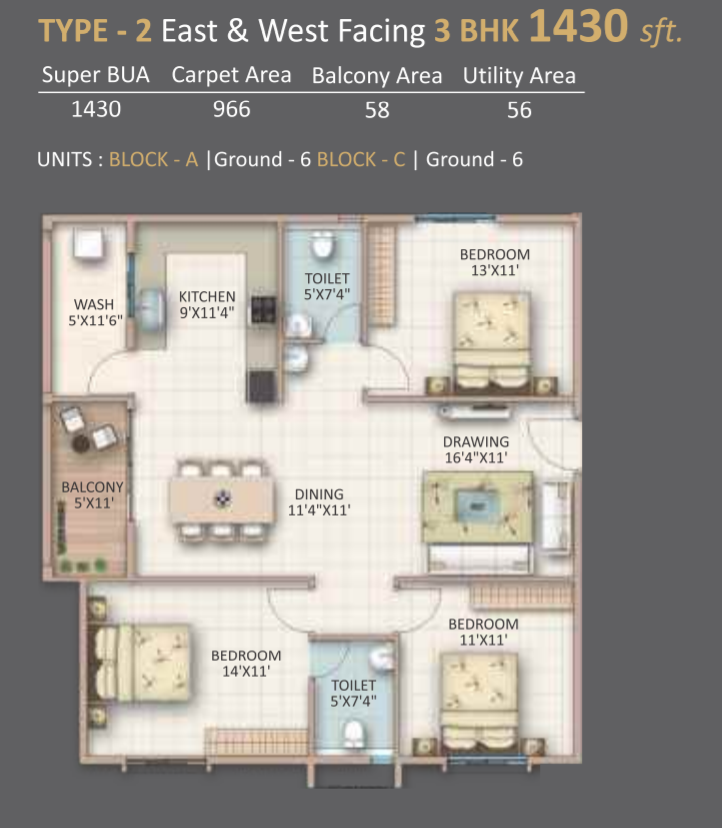 TYPE - 2 East & West Facing 3 BHK 1430 sft.
Super BUA Carpet Area Balcony Area Utility Area
1430 966 58 56
UNITS : BLOCK - A |Ground - 6 BLOCK - C | Ground - 6
BEDROOM
13'X11'
TOILET
5'X7'4"
KITCHEN
9'X11'4"
WASH
5'X11'6"
DRAWING
16'4"X11'
BALCONY
5'X11'
DINING
11'4"X11'
BEDROOM
11'X11'
BEDROOM
14'X11'
TOILET
5'X7'4"